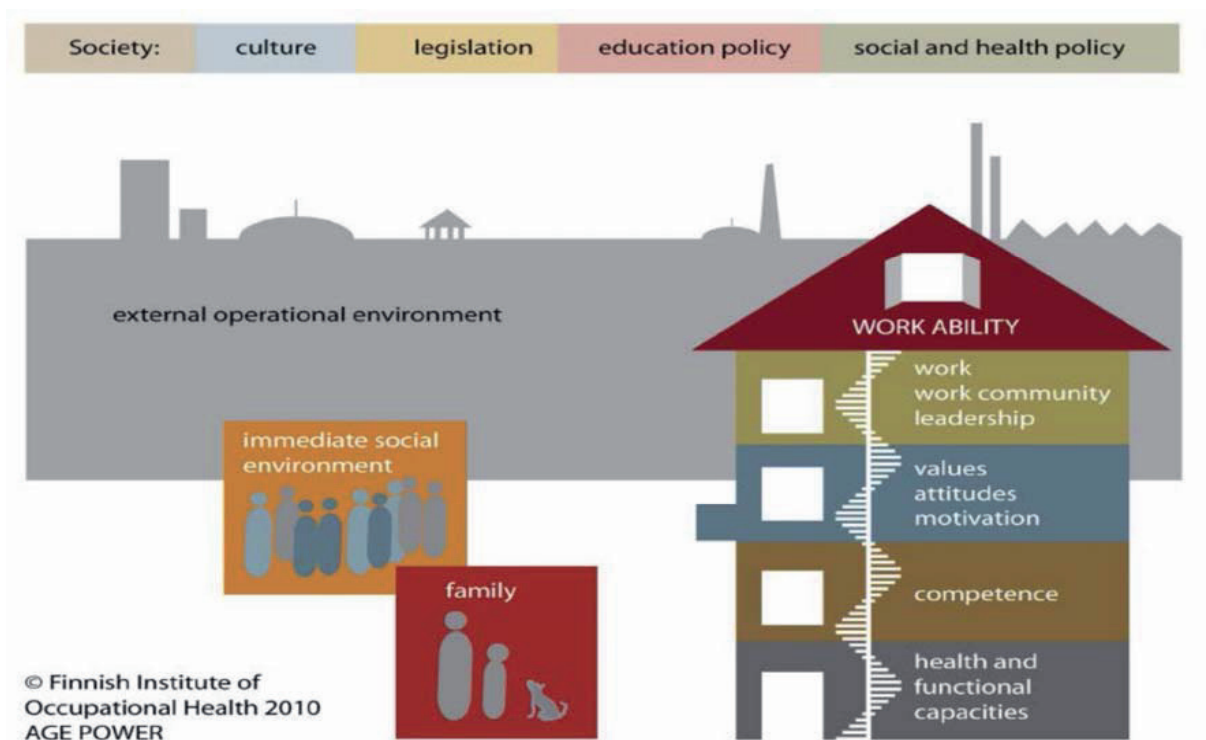 Society: culture legislation education policy social and health policy
external operational environment
WORK ABILITY
work
work community
leadership
immediate social
environment
values
attitudes
motivation
family
competence
health and
functional
capacities
© Finnish Institute of
Occupational Health 2010
AGE POWER